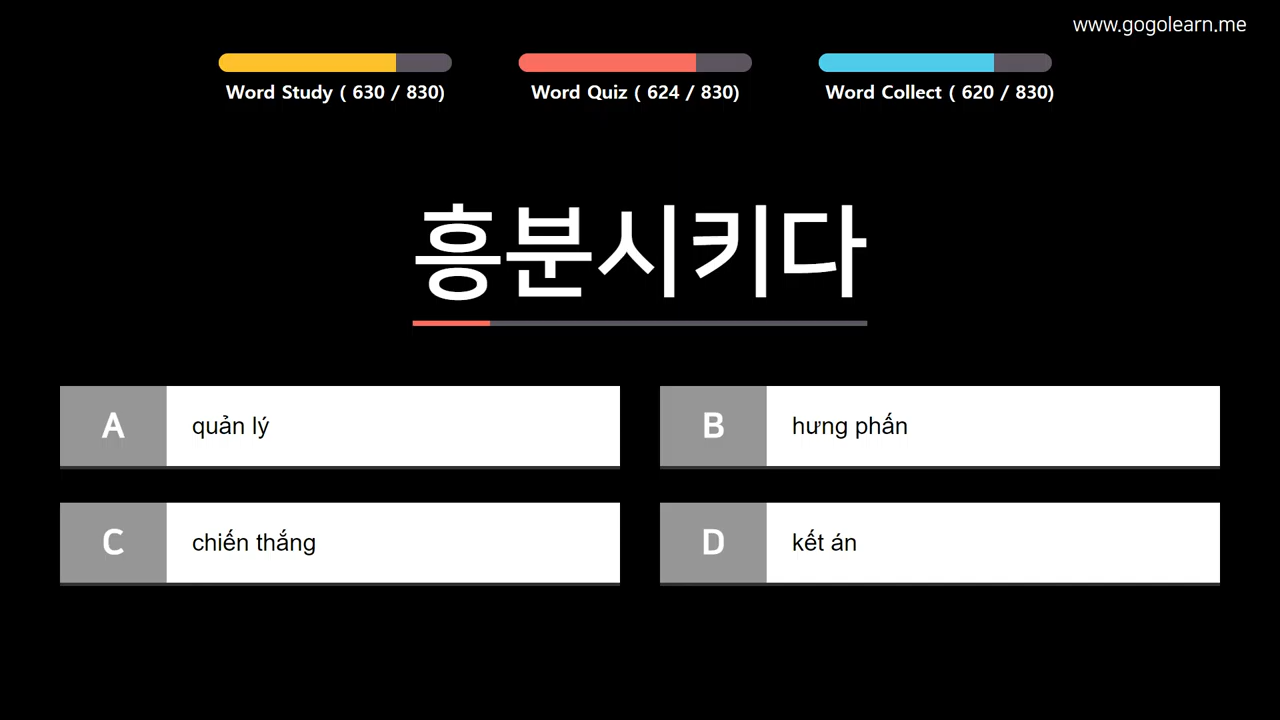 www.gogolearn.me
Word Study ( 630 / 830)
Word Quiz ( 624 / 830)
Word Collect ( 620 / 830)
흥분시키다
A quản lý
B hưng phấn
C chiến thắng
D kết án